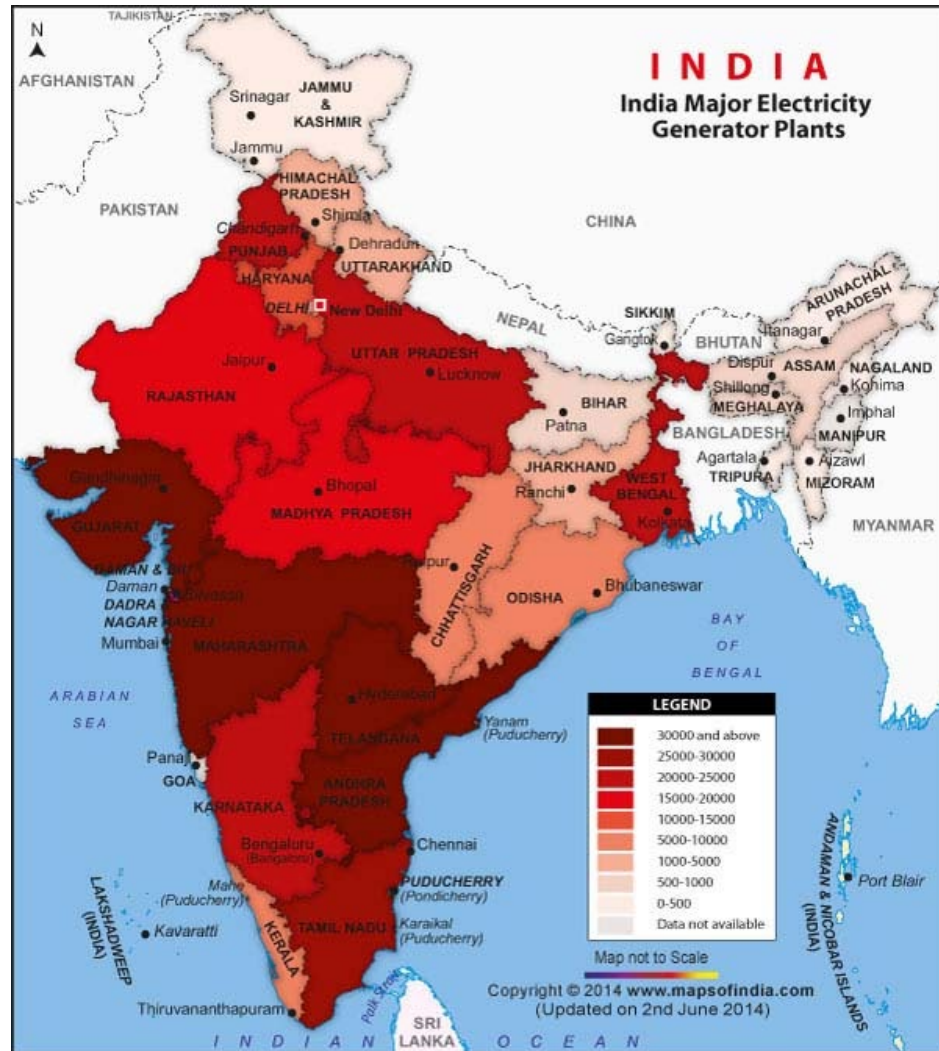 N
TAJIKISTAN
AFGHANISTAN
PAKISTAN
CHINA
INDIA
India Major Electricity
Generator Plants
Srinagar
JAMMU
&
KASHMIR
Jammu
HIMACHAL
PRADESH
Shimla
Chandigarh
PUNJAB
Dehradun
UTTARAKHAND
HARYANA
DELHI
New Delhi
NEPAL
SIKKIM
Gangtok
BHUTAN
ARUNACHAL
PRADESH
Itanagar
Dispur
ASSAM
NAGALAND
Kohima
Shillong
MEGHALAYA
Imphal
MANIPUR
BANGLADESH
Agartala
TRIPURA
Aizawl
MIZORAM
MYANMAR
Jaipur
RAJASTHAN
UTTAR PRADESH
Lucknow
BIHAR
Patna
JHARKHAND
Ranchi
WEST
BENGAL
Kolkata
Gandhinagar
GUJARAT
Bhopal
MADHYA PRADESH
Raipur
CHHATTISGARH
ODISHA
Bhubaneswar
DAMAN & DIU
Daman
Silvassa
DADRA
NAGAR HAVELI
Mumbai
MAHARASHTRA
ARABIAN
SEA
BAY
OF
BENGAL
Hyderabad
TELANGANA
Yanam
(Puducherry)
Panaji
GOA
KARNATAKA
ANDHRA
PRADESH
Bengaluru
(Bangalore)
Chennai
Mahe
(Puducherry)
PUDUCHERRY
(Pondicherry)
Karaikal
(Puducherry)
TAMIL NADU
KERALA
LAKSHADWEEP
(INDIA)
Kavaratti
Thiruvananthapuram
Palk Strait
SRI
LANKA
INDIAN OCEAN
LEGEND
30000 and above
25000-30000
20000-25000
15000-20000
10000-15000
5000-10000
1000-5000
500-1000
0-500
Data not available
Map not to Scale
Copyright © 2014 www.mapsofindia.com
(Updated on 2nd June 2014)
ANDAMAN & NICOBAR ISLANDS
(INDIA)
Port Blair